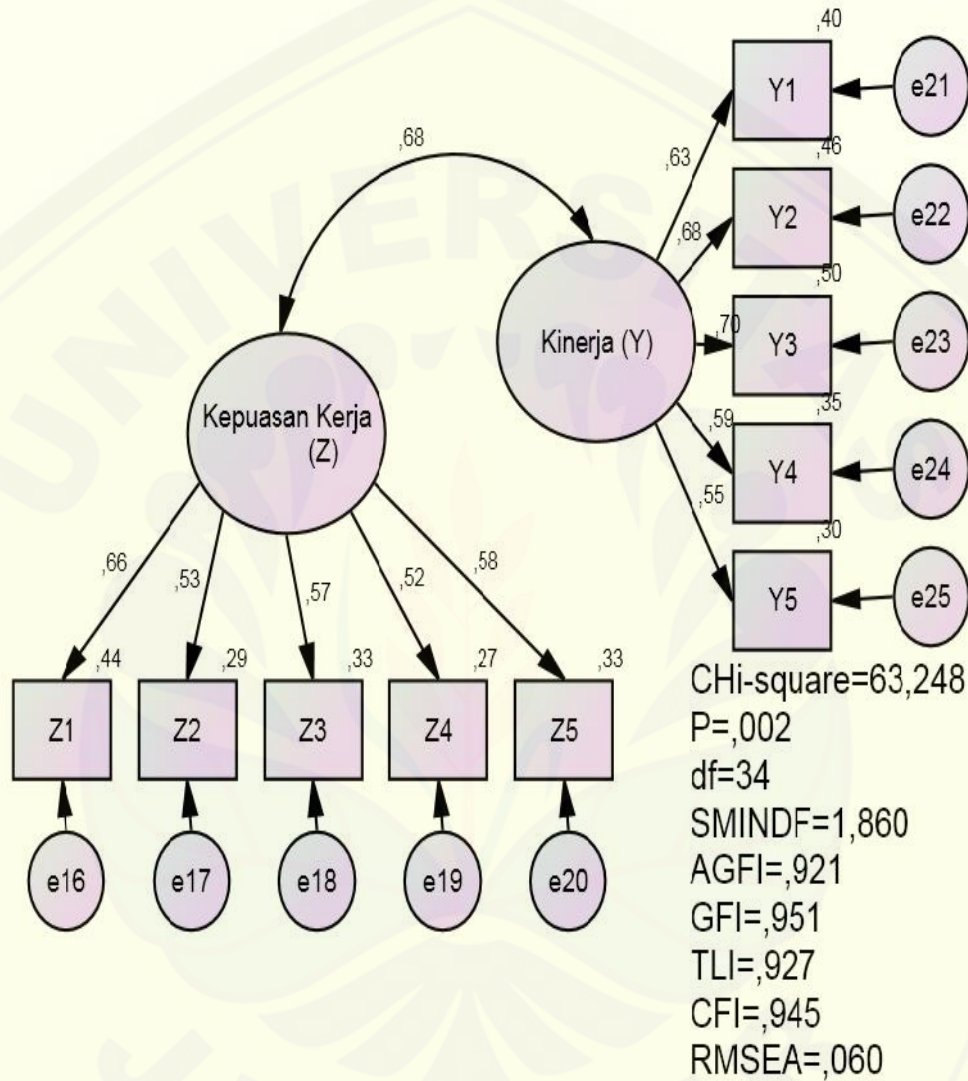 ,40
Y1
e21
,68
,63
,46
Y2
e22
,68
,50
Kinerja (Y)
,70
Y3
e23
,35
Kepuasan Kerja
(Z)
,59
Y4
e24
,55
,30
Y5
e25
,66
,53
,57
,52
,58
,44
,29
,33
,27
,33
Z1
Z2
Z3
Z4
Z5
e16
e17
e18
e19
e20
CHi-square=63,248
P=,002
df=34
SMINDF=1,860
AGFI=,921
GFI=,951
TLI=,927
CFI=,945
RMSEA=,060
UNIVERSITAS